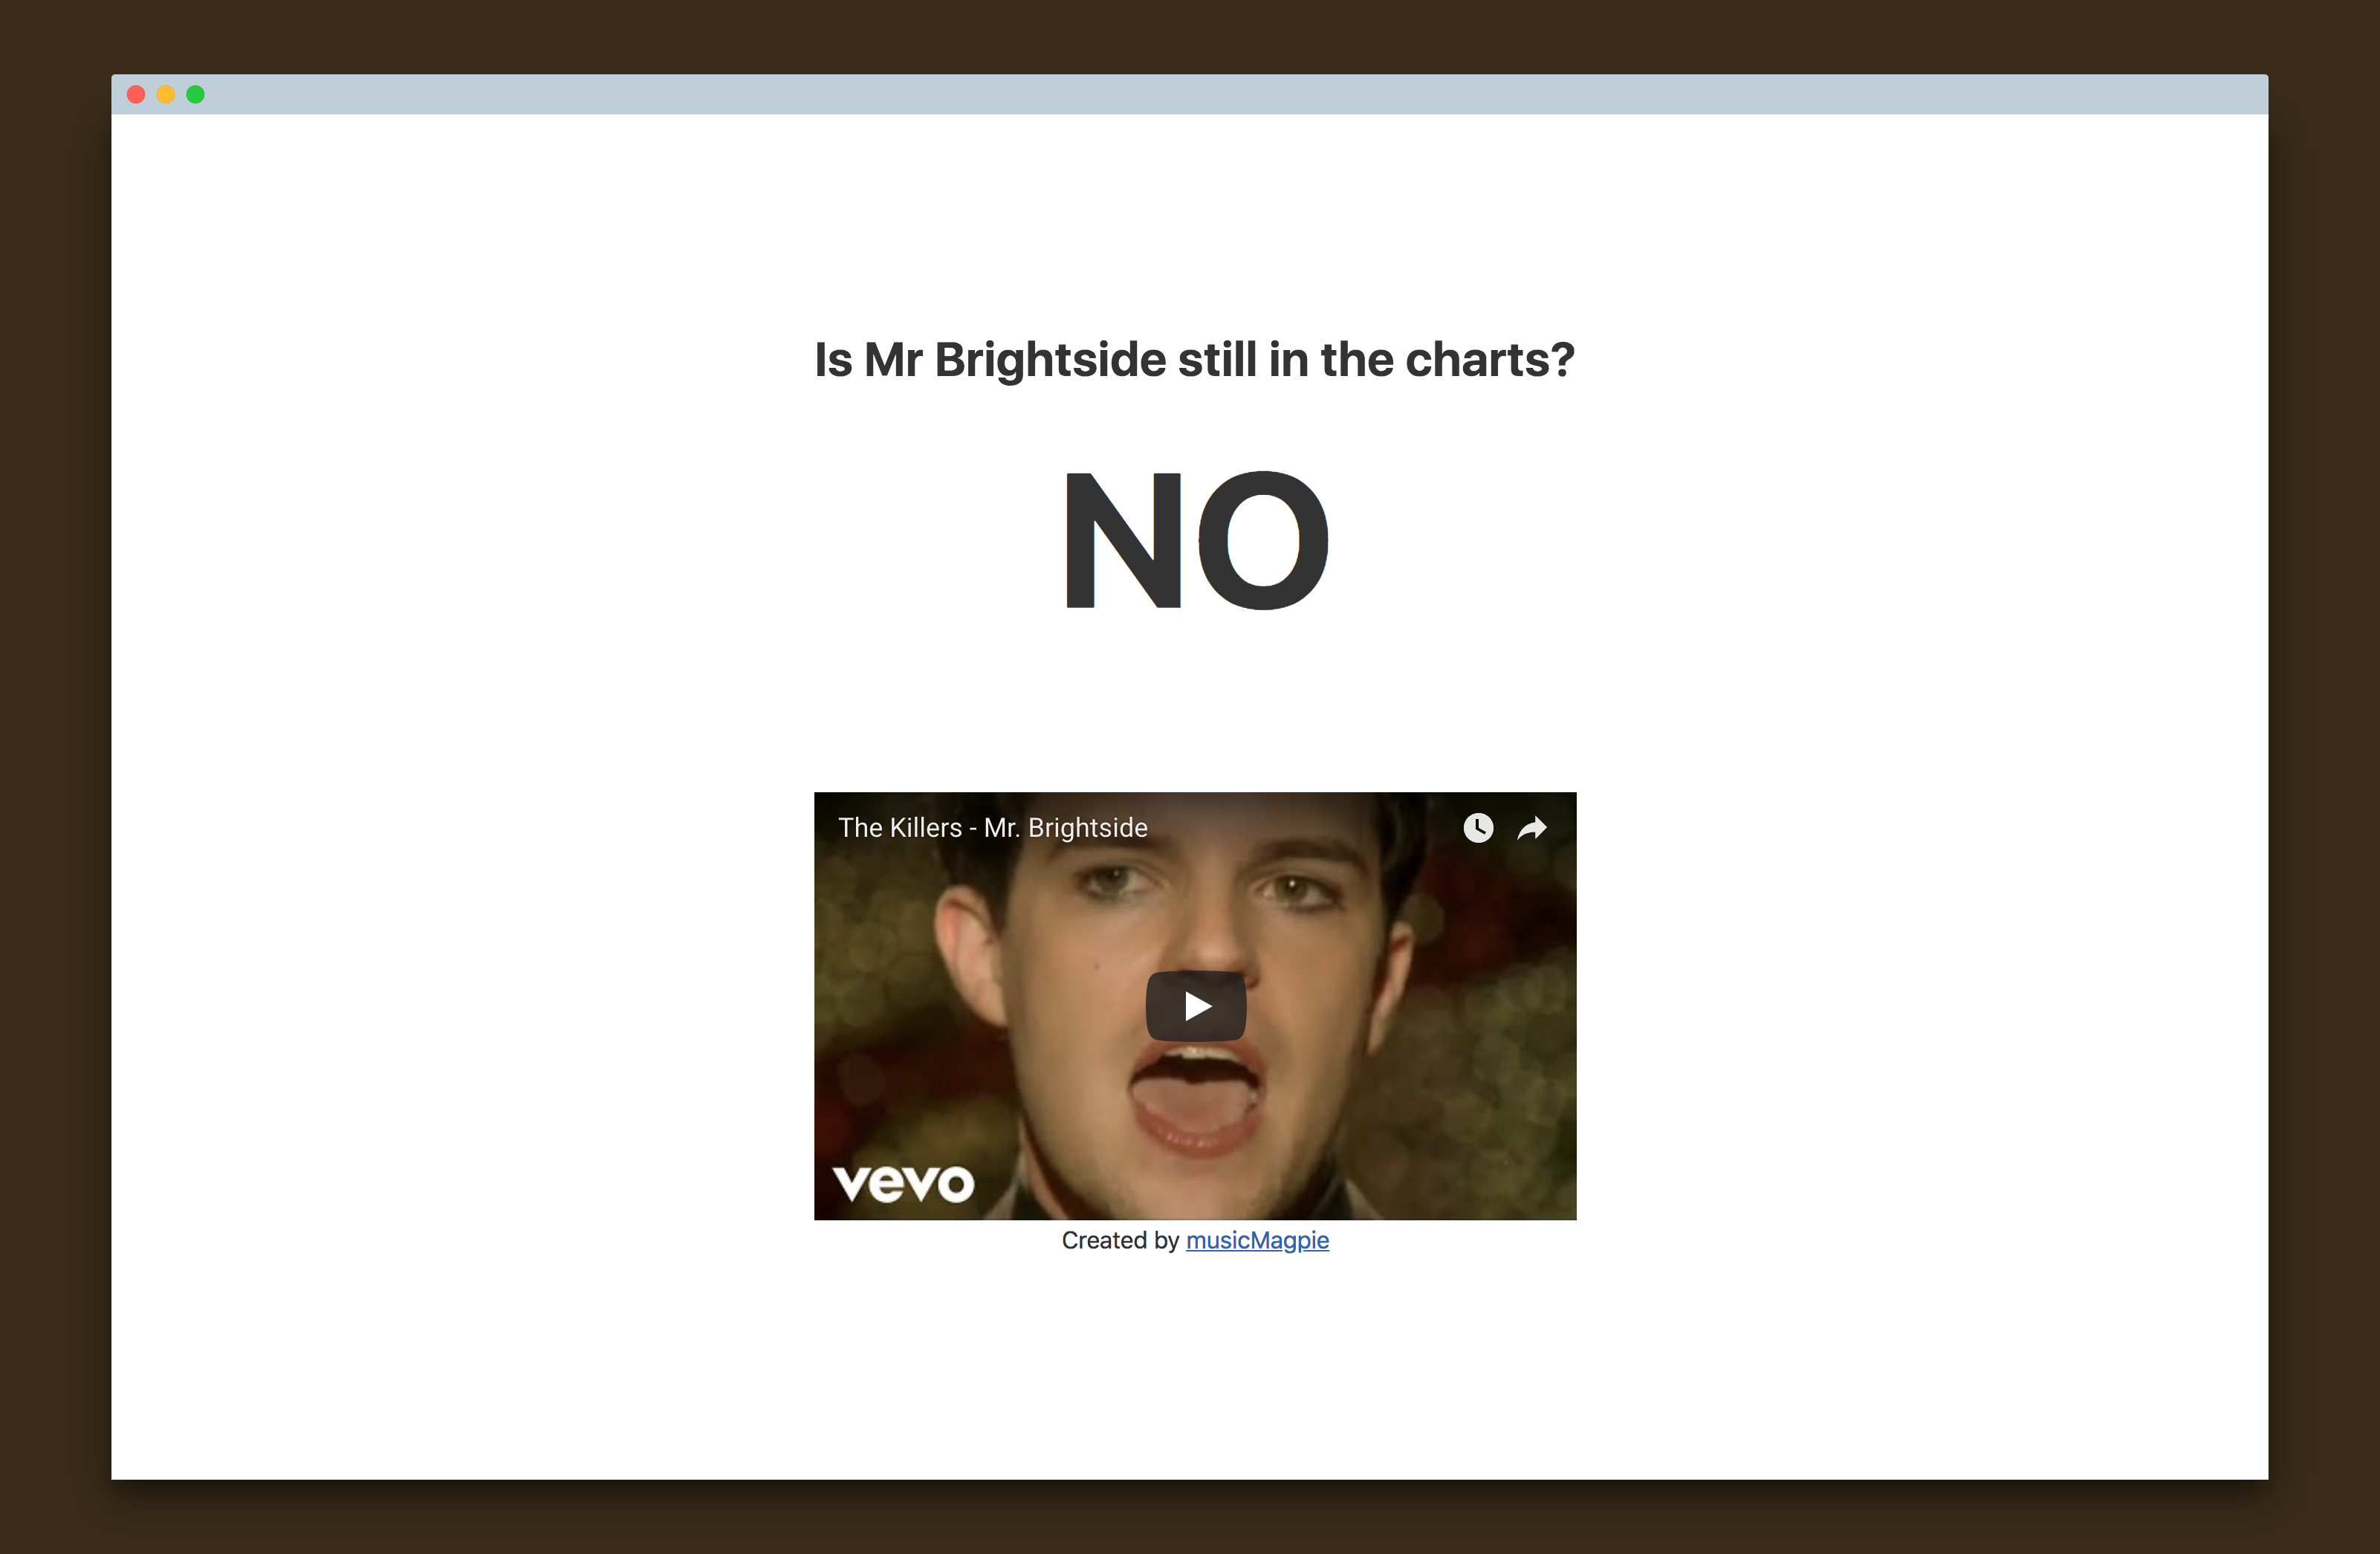 Is Mr Brightside still in the charts?
NO
The Killers - Mr. Brightside
vevo
Created by musicMagpie